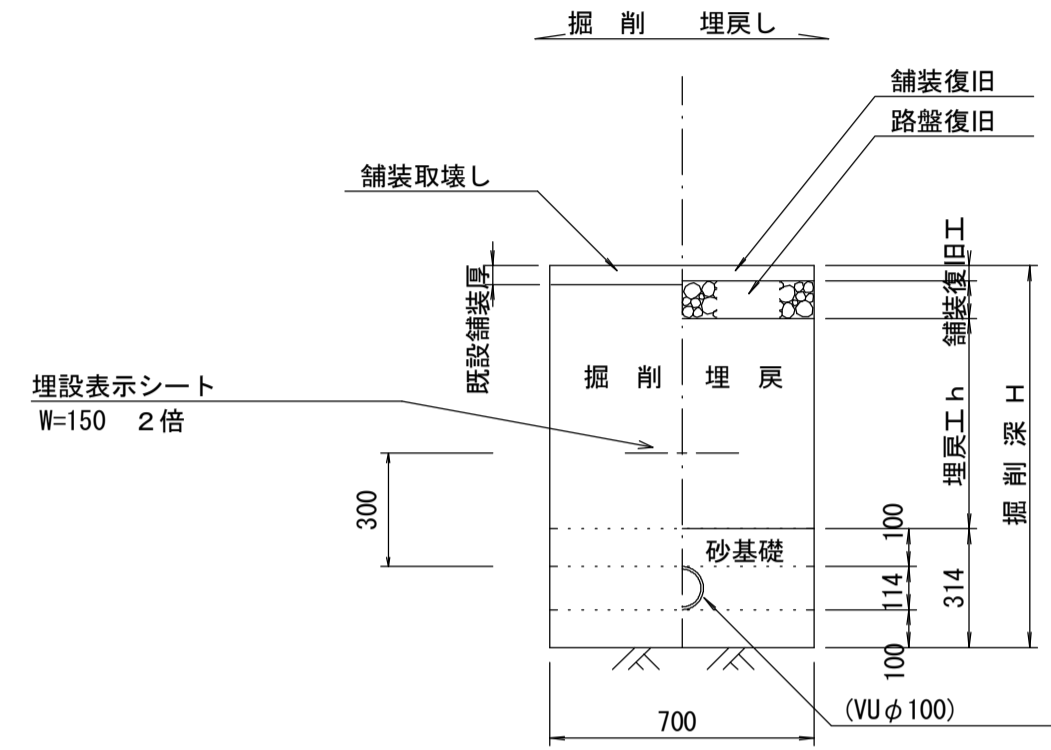 掘 削 埋戻し
舗装復旧
路盤復旧
舗装取壊し
既設舗装厚
舗装復旧工
掘 削 埋 戻
埋設表示シート
W=150 2倍
300
埋戻工h
掘削深H
砂基礎
100
114
100
314
(VUφ100)
700